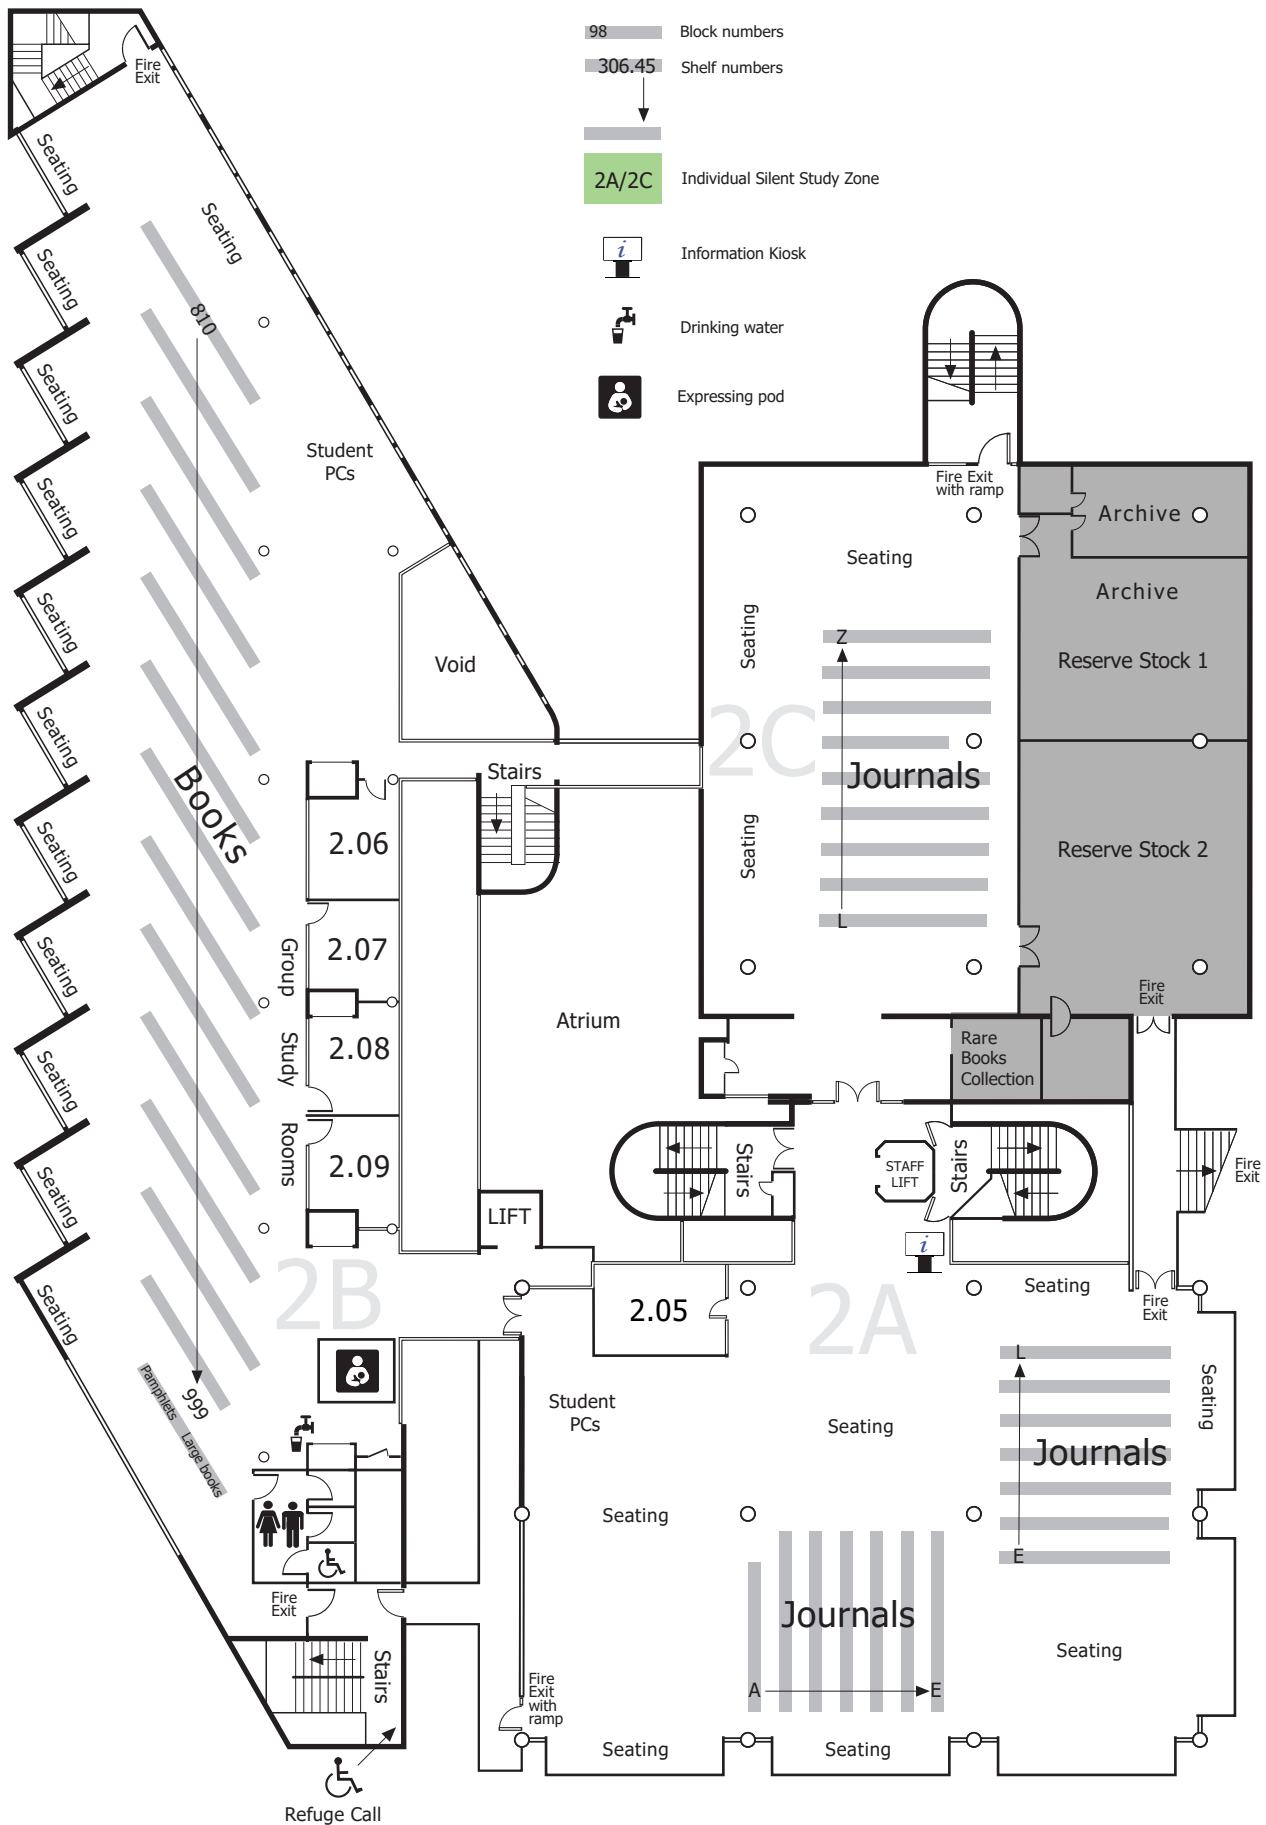 98
Block numbers
306.45
Shelf numbers
2A/2C
Individual Silent Study Zone
i
Information Kiosk
Drinking water
Expressing pod
Fire
Exit
Seating
Seating
Seating
Seating
Seating
Seating
Seating
Seating
Seating
Seating
Seating
Seating
810
Student
PCs
Void
Books
Stairs
2.06
2.07
2.08
2.09
Group
Study
Rooms
Atrium
LIFT
2B
999
Pamphlets
Large books
Fire
Exit
Stairs
Refuge Call
Fire Exit
with ramp
Archive
Archive
Seating
Seating
Seating
Z
Reserve Stock 1
2C
Journals
Reserve Stock 2
L
Fire
Exit
Rare
Books
Collection
Stairs
STAFF
LIFT
Stairs
Fire
Exit
i
2.05
2A
Seating
Fire
Exit
L
Seating
Student
PCs
Seating
Journals
Seating
E
Journals
A
E
Seating
Fire
Exit
with
ramp
Seating
Seating